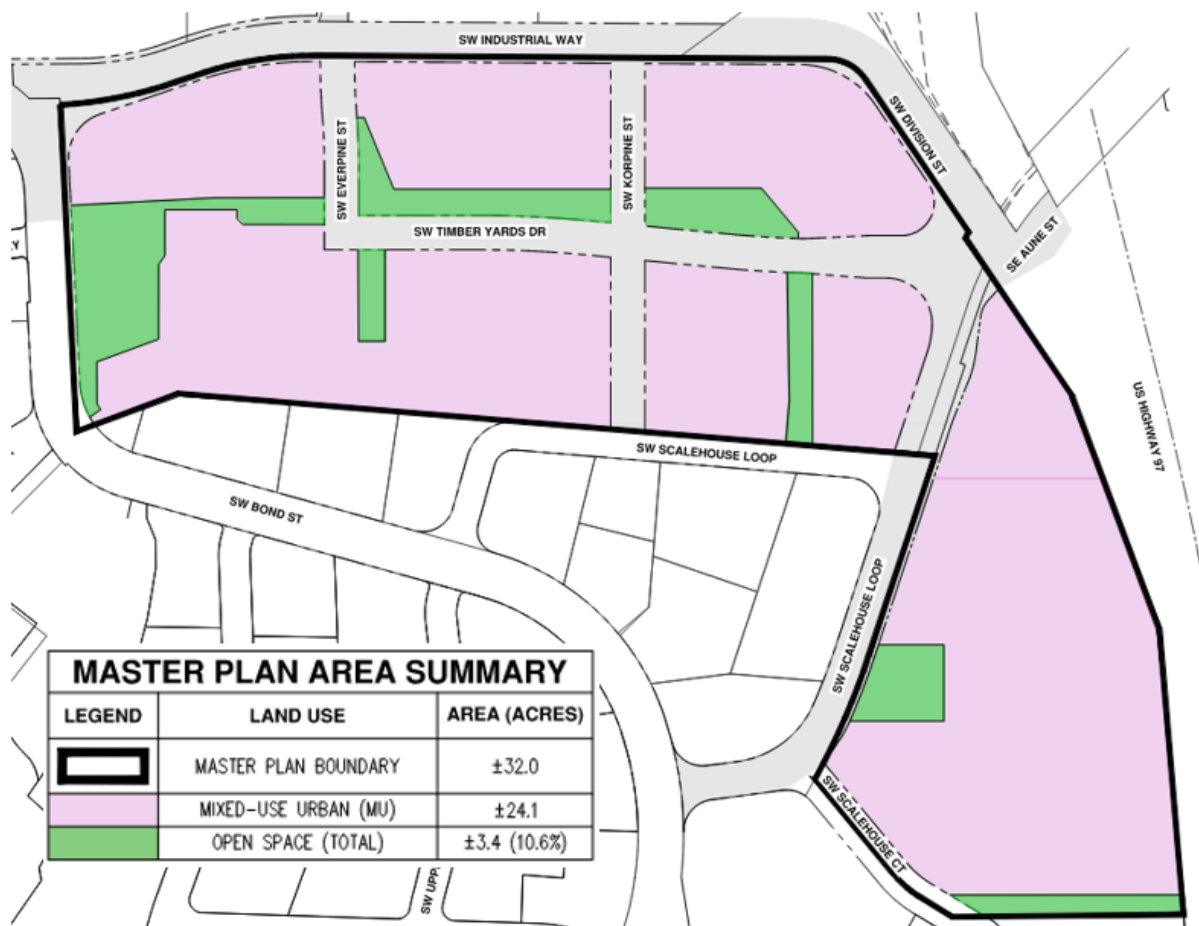 SW INDUSTRIAL WAY
SW DIVISION ST
SW EVERPINE ST
SW KORPINE ST
SW TIMBER YARDS DR
SE AUNE ST
US HIGHWAY 97
SW SCALEHOUSE LOOP
SW BOND ST
SW SCALEHOUSE LOOP
SW SCALEHOUSE CT
MASTER PLAN AREA SUMMARY
LEGEND LAND USE AREA (ACRES)
MASTER PLAN BOUNDARY ±32.0
MIXED-USE URBAN (MU) ±24.1
OPEN SPACE (TOTAL) ±3.4 (10.6%)
SW UPP